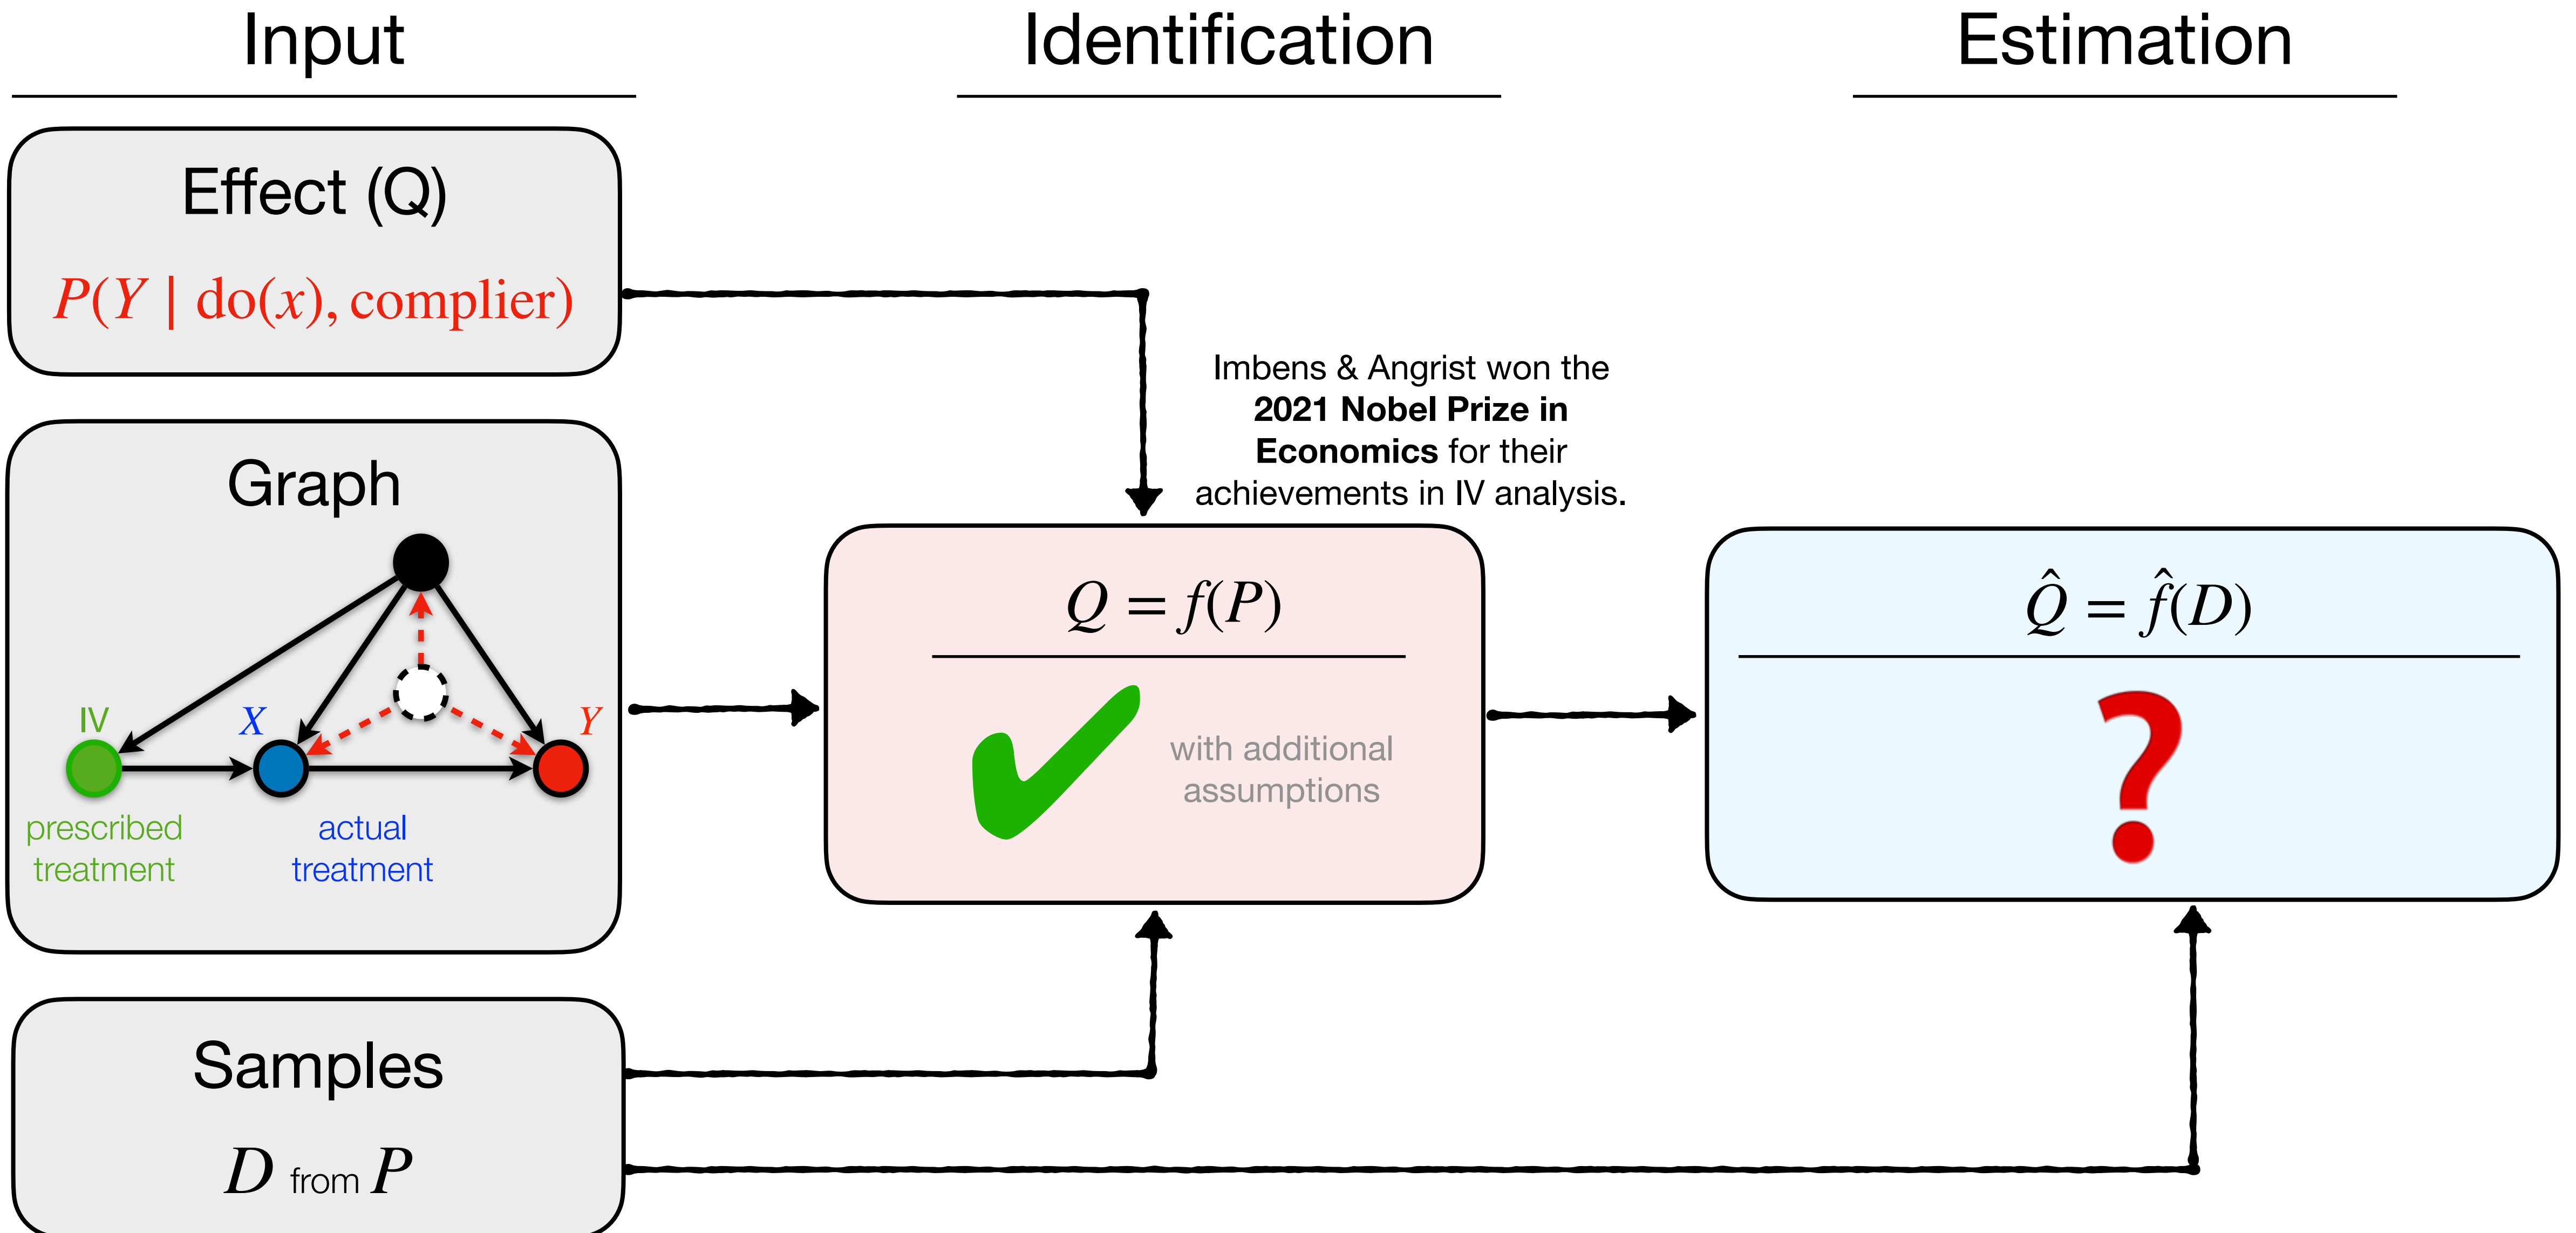 Input
Identification
Estimation
Effect (Q)
P(Y | do(x), complier)
Imbens & Angrist won the
2021 Nobel Prize in
Economics for their
achievements in IV analysis.
Graph
IV
X
Y
prescribed
treatment
actual
treatment
Q = f(P)
with additional
assumptions
Q̂ = f̂(D)
?
Samples
D from P